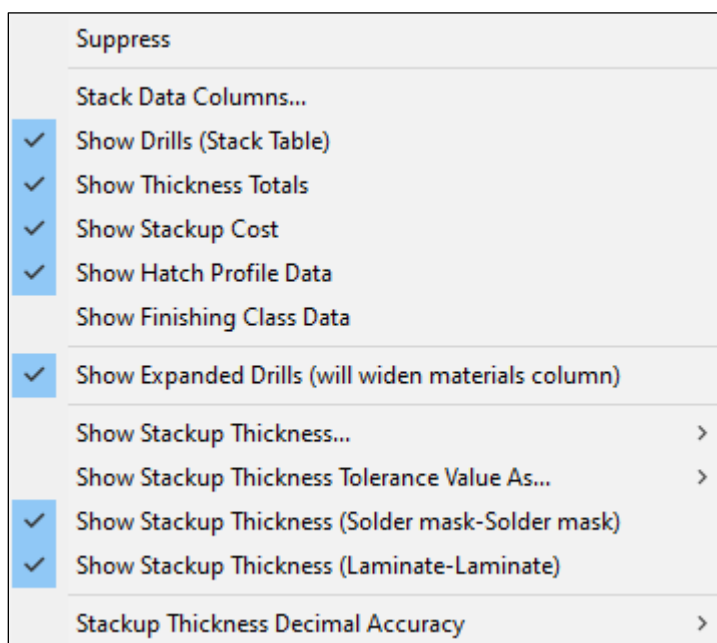 Suppress
Stack Data Columns...
Show Drills (Stack Table)
Show Thickness Totals
Show Stackup Cost
Show Hatch Profile Data
Show Finishing Class Data
Show Expanded Drills (will widen materials column)
Show Stackup Thickness...
Show Stackup Thickness Tolerance Value As...
Show Stackup Thickness (Solder mask-Solder mask)
Show Stackup Thickness (Laminate-Laminate)
Stackup Thickness Decimal Accuracy